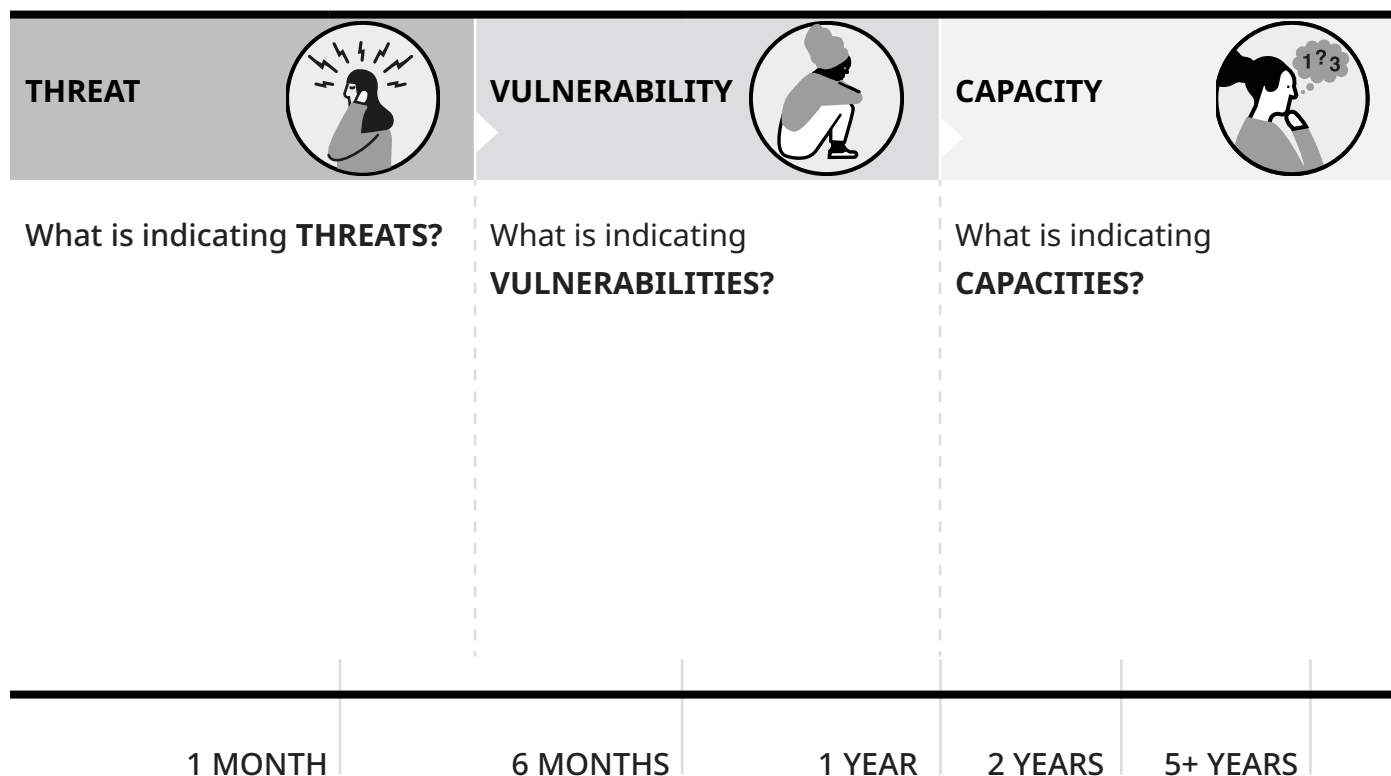 THREAT
VULNERABILITY
CAPACITY
1?3
What is indicating THREATS?
What is indicating
VULNERABILITIES?
What is indicating
CAPACITIES?
1 MONTH
6 MONTHS
1 YEAR
2 YEARS
5+ YEARS